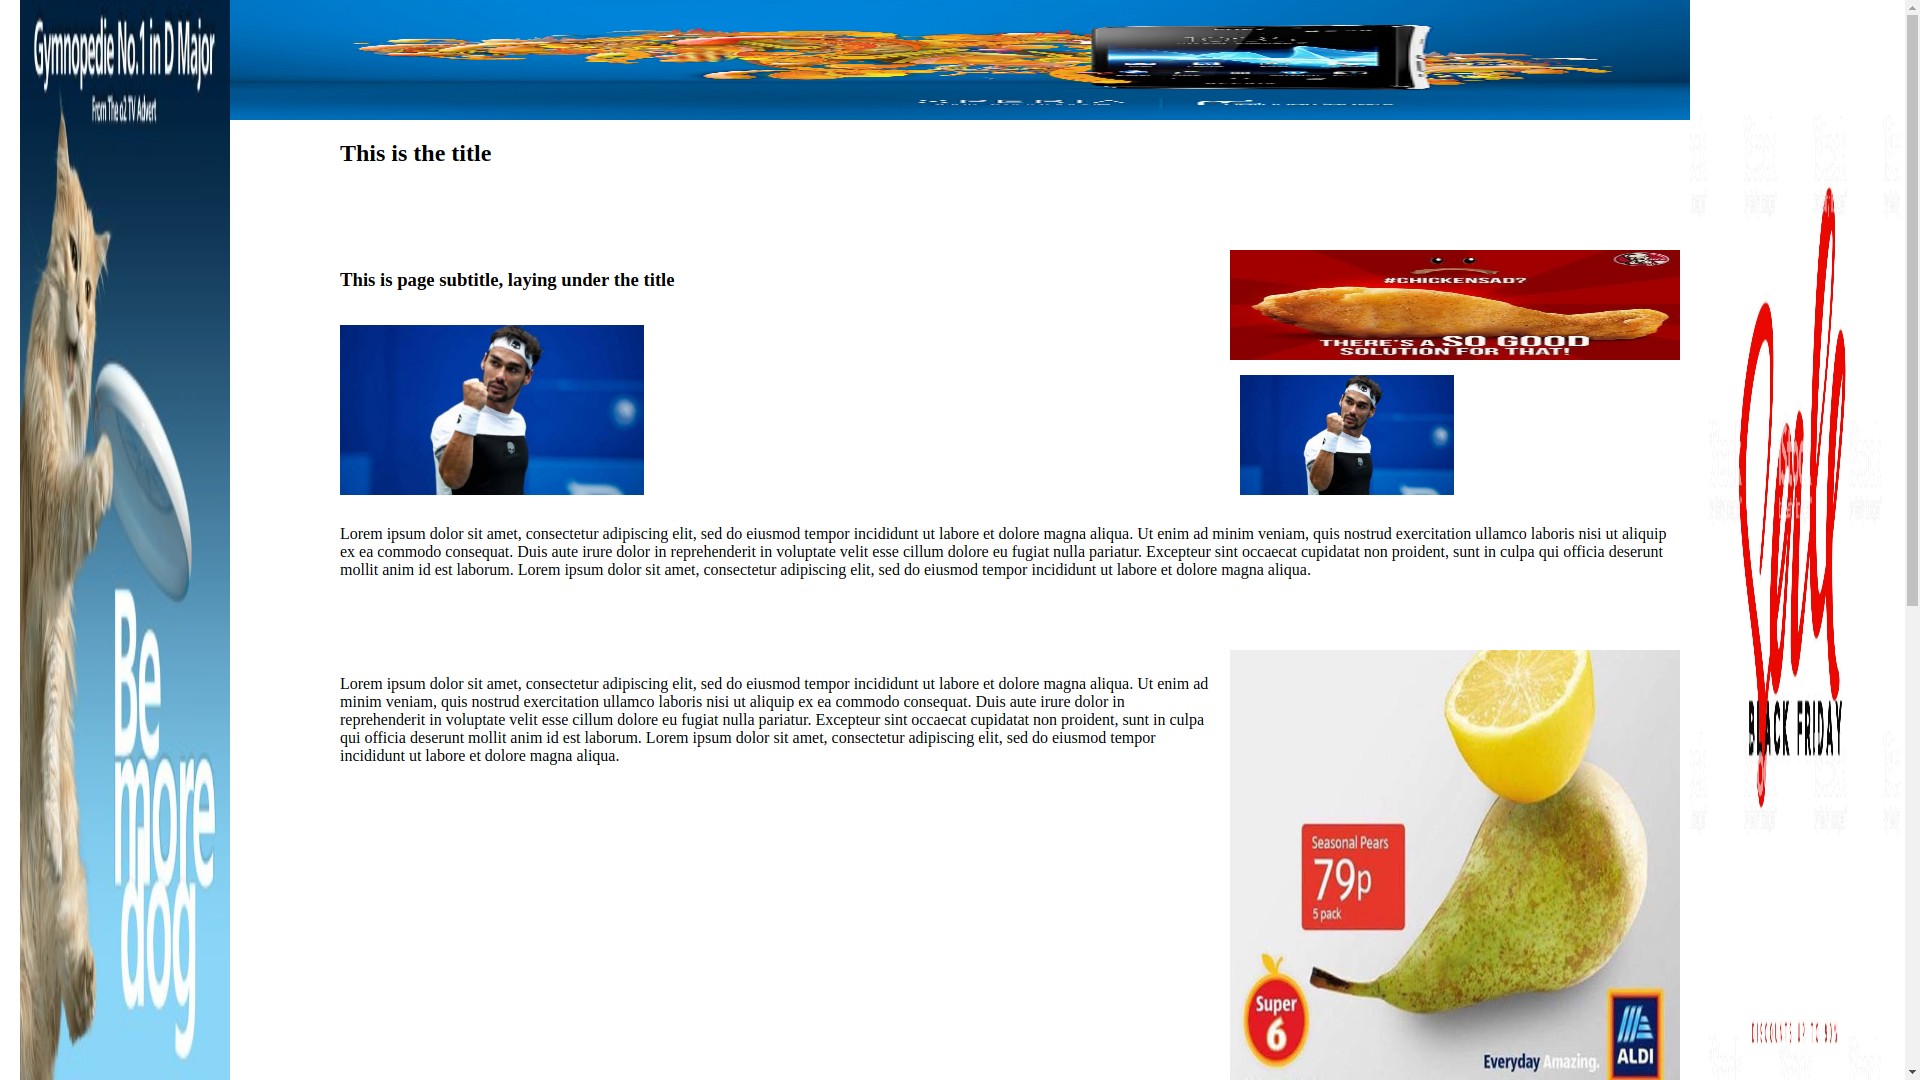 Gymnopedie No.1 in D Major
From The o2 TV Advert
Be
more
dog
This is the title
This is page subtitle, laying under the title
#CHICKENSAD?
THERE'S A SO GOOD
SOLUTION FOR THAT!
Lorem ipsum dolor sit amet, consectetur adipiscing elit, sed do eiusmod tempor incididunt ut labore et dolore magna aliqua. Ut enim ad minim veniam, quis nostrud exercitation ullamco laboris nisi ut aliquip
ex ea commodo consequat. Duis aute irure dolor in reprehenderit in voluptate velit esse cillum dolore eu fugiat nulla pariatur. Excepteur sint occaecat cupidatat non proident, sunt in culpa qui officia deserunt
mollit anim id est laborum. Lorem ipsum dolor sit amet, consectetur adipiscing elit, sed do eiusmod tempor incididunt ut labore et dolore magna aliqua.
Lorem ipsum dolor sit amet, consectetur adipiscing elit, sed do eiusmod tempor incididunt ut labore et dolore magna aliqua. Ut enim ad
minim veniam, quis nostrud exercitation ullamco laboris nisi ut aliquip ex ea commodo consequat. Duis aute irure dolor in
reprehenderit in voluptate velit esse cillum dolore eu fugiat nulla pariatur. Excepteur sint occaecat cupidatat non proident, sunt in culpa
qui officia deserunt mollit anim id est laborum. Lorem ipsum dolor sit amet, consectetur adipiscing elit, sed do eiusmod tempor
incididunt ut labore et dolore magna aliqua.
Seasonal Pears
79p
5 pack
Super
6
Everyday Amazing.
ALDI
BLACK FRIDAY
DISCOUNTS UP TO 90%